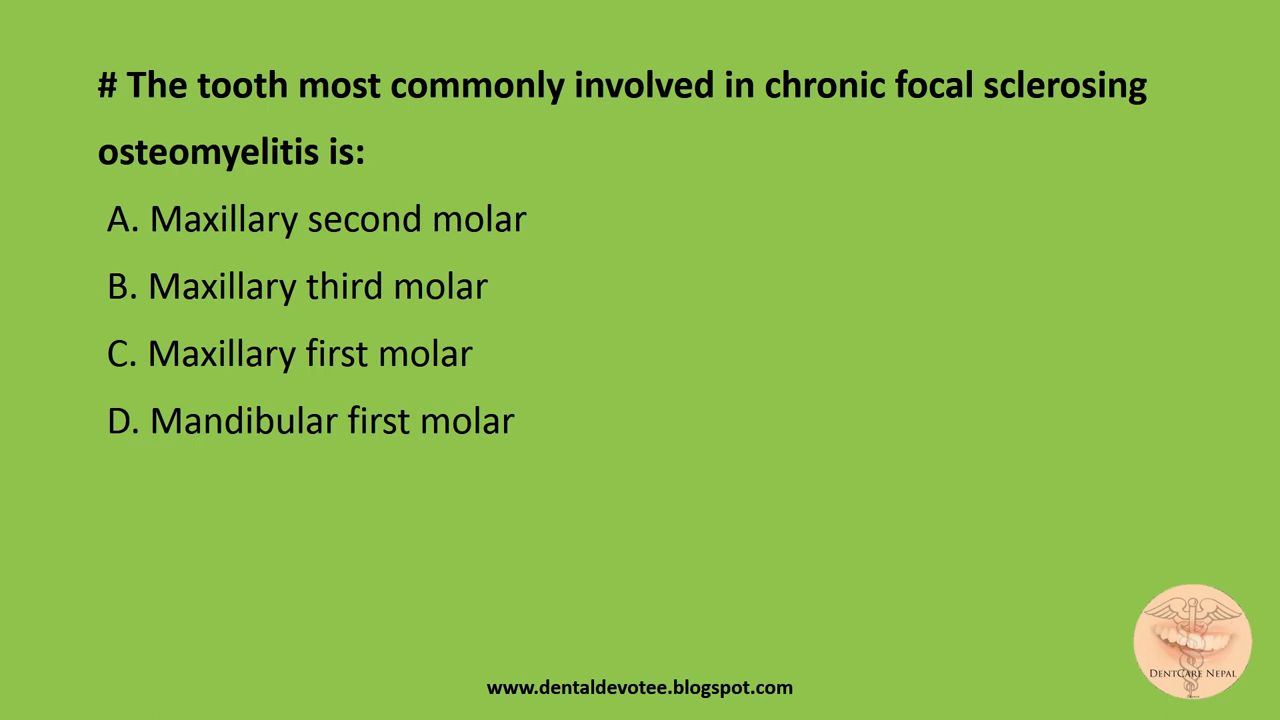 # The tooth most commonly involved in chronic focal sclerosing
osteomyelitis is:
A. Maxillary second molar
B. Maxillary third molar
C. Maxillary first molar
D. Mandibular first molar
DentCare Nepal
www.dentaldevotee.blogspot.com